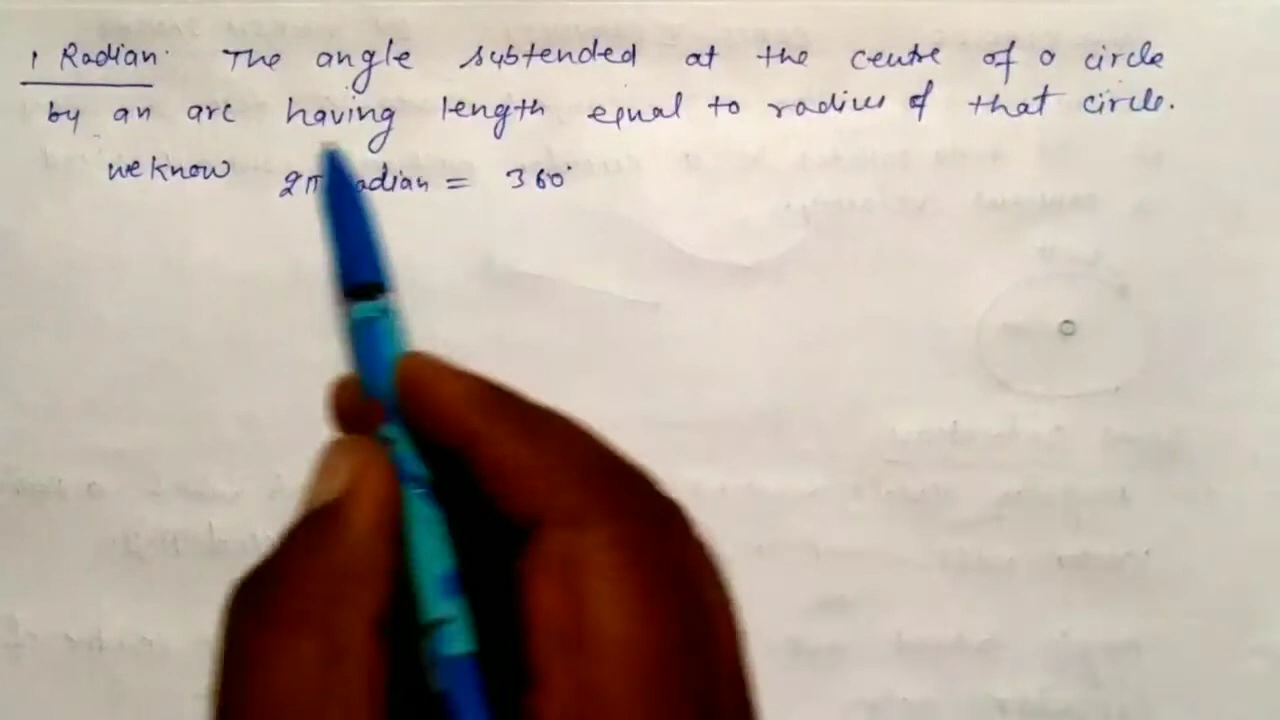 1 Radian. The angle subtended at the centre of a circle
by an arc having length equal to radius of that circle.
we know 2π radian = 360°